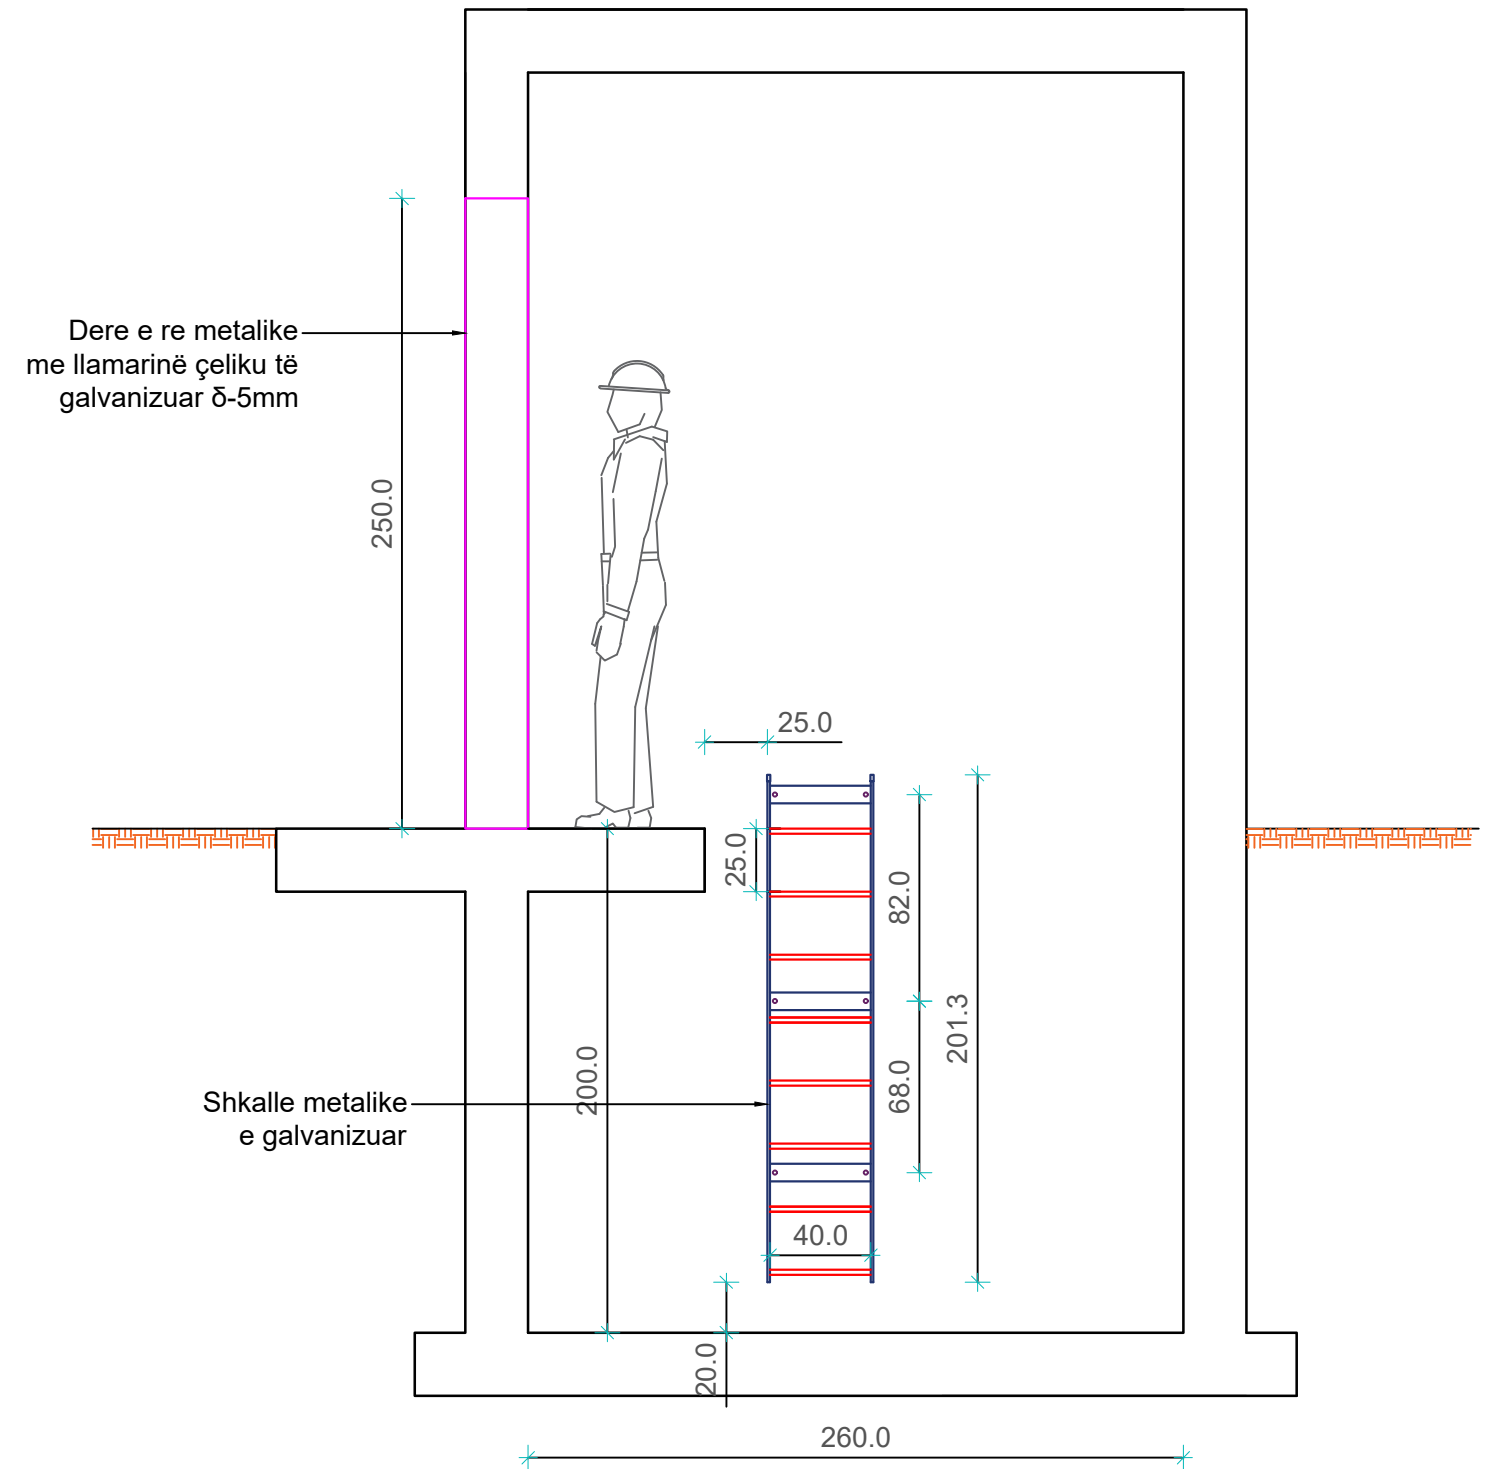 Dere e re metalike
me llamarinë çeliku të
galvanizuar δ-5mm
250.0
25.0
25.0
82.0
201.3
68.0
200.0
Shkalle metalike
e galvanizuar
40.0
20.0
260.0